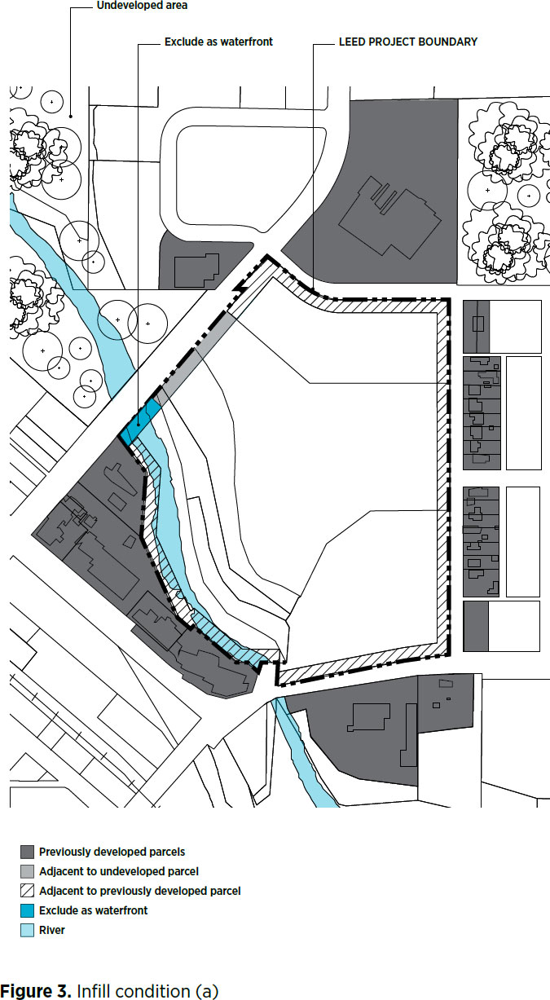 Undeveloped area
Exclude as waterfront
LEED PROJECT BOUNDARY
Previously developed parcels
Adjacent to undeveloped parcel
Adjacent to previously developed parcel
Exclude as waterfront
River
Figure 3. Infill condition (a)